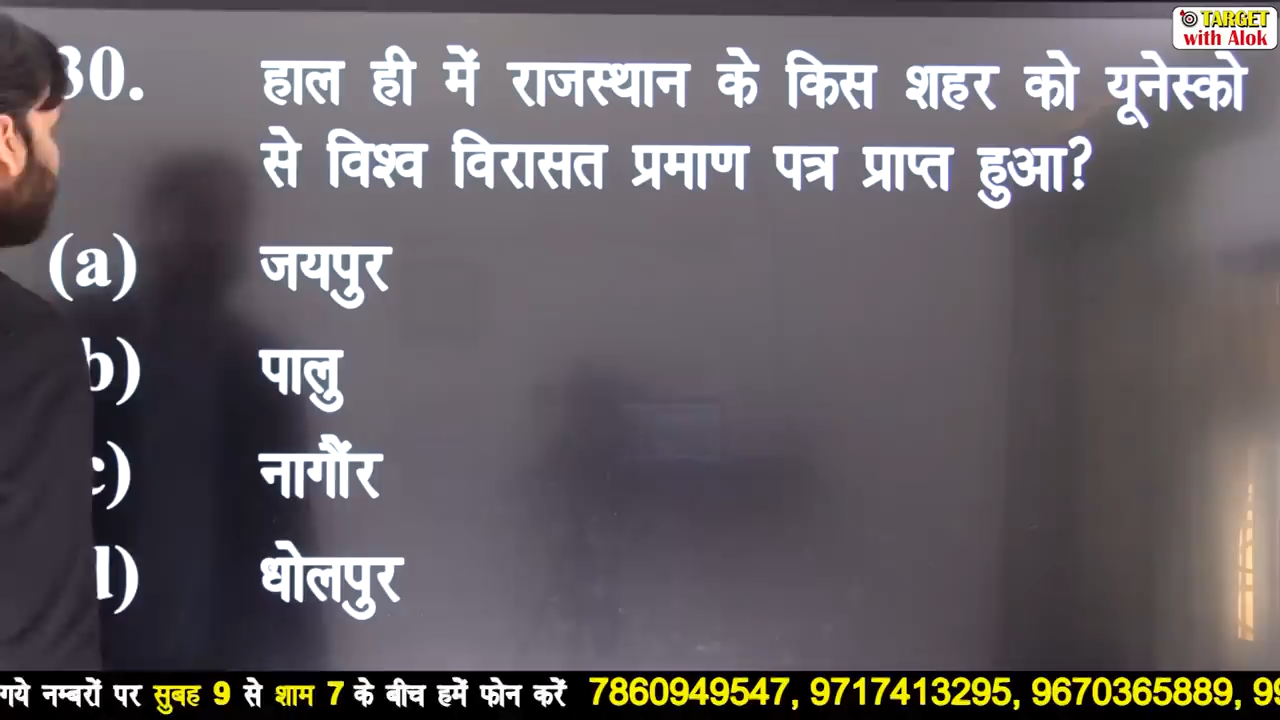 TARGET
with Alok
30. हाल ही में राजस्थान के किस शहर को यूनेस्को
से विश्व विरासत प्रमाण पत्र प्राप्त हुआ?
(a) जयपुर
b) पालु
c) नागौंर
d) धोलपुर
गये नम्बरों पर सुबह 9 से शाम 7 के बीच हमें फोन करें 7860949547, 9717413295, 9670365889, 99